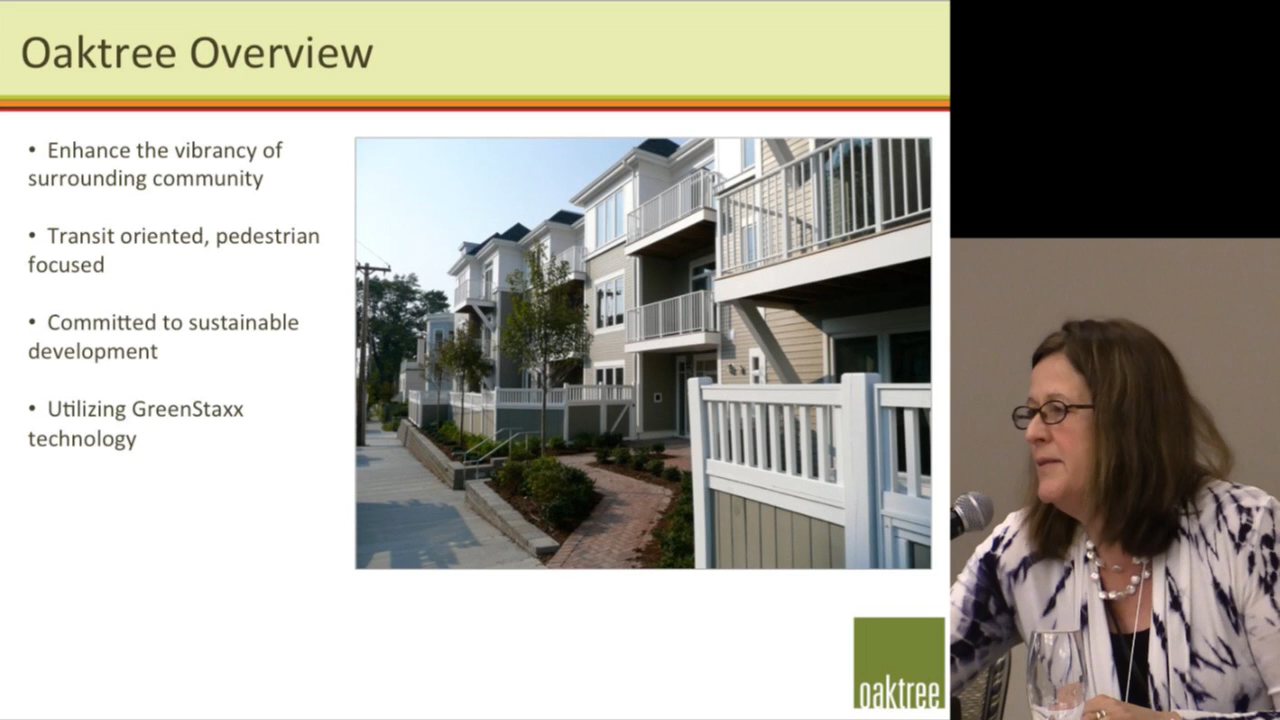 Oaktree Overview
• Enhance the vibrancy of
surrounding community
• Transit oriented, pedestrian
focused
• Committed to sustainable
development
• Utilizing GreenStaxx
technology
oaktree